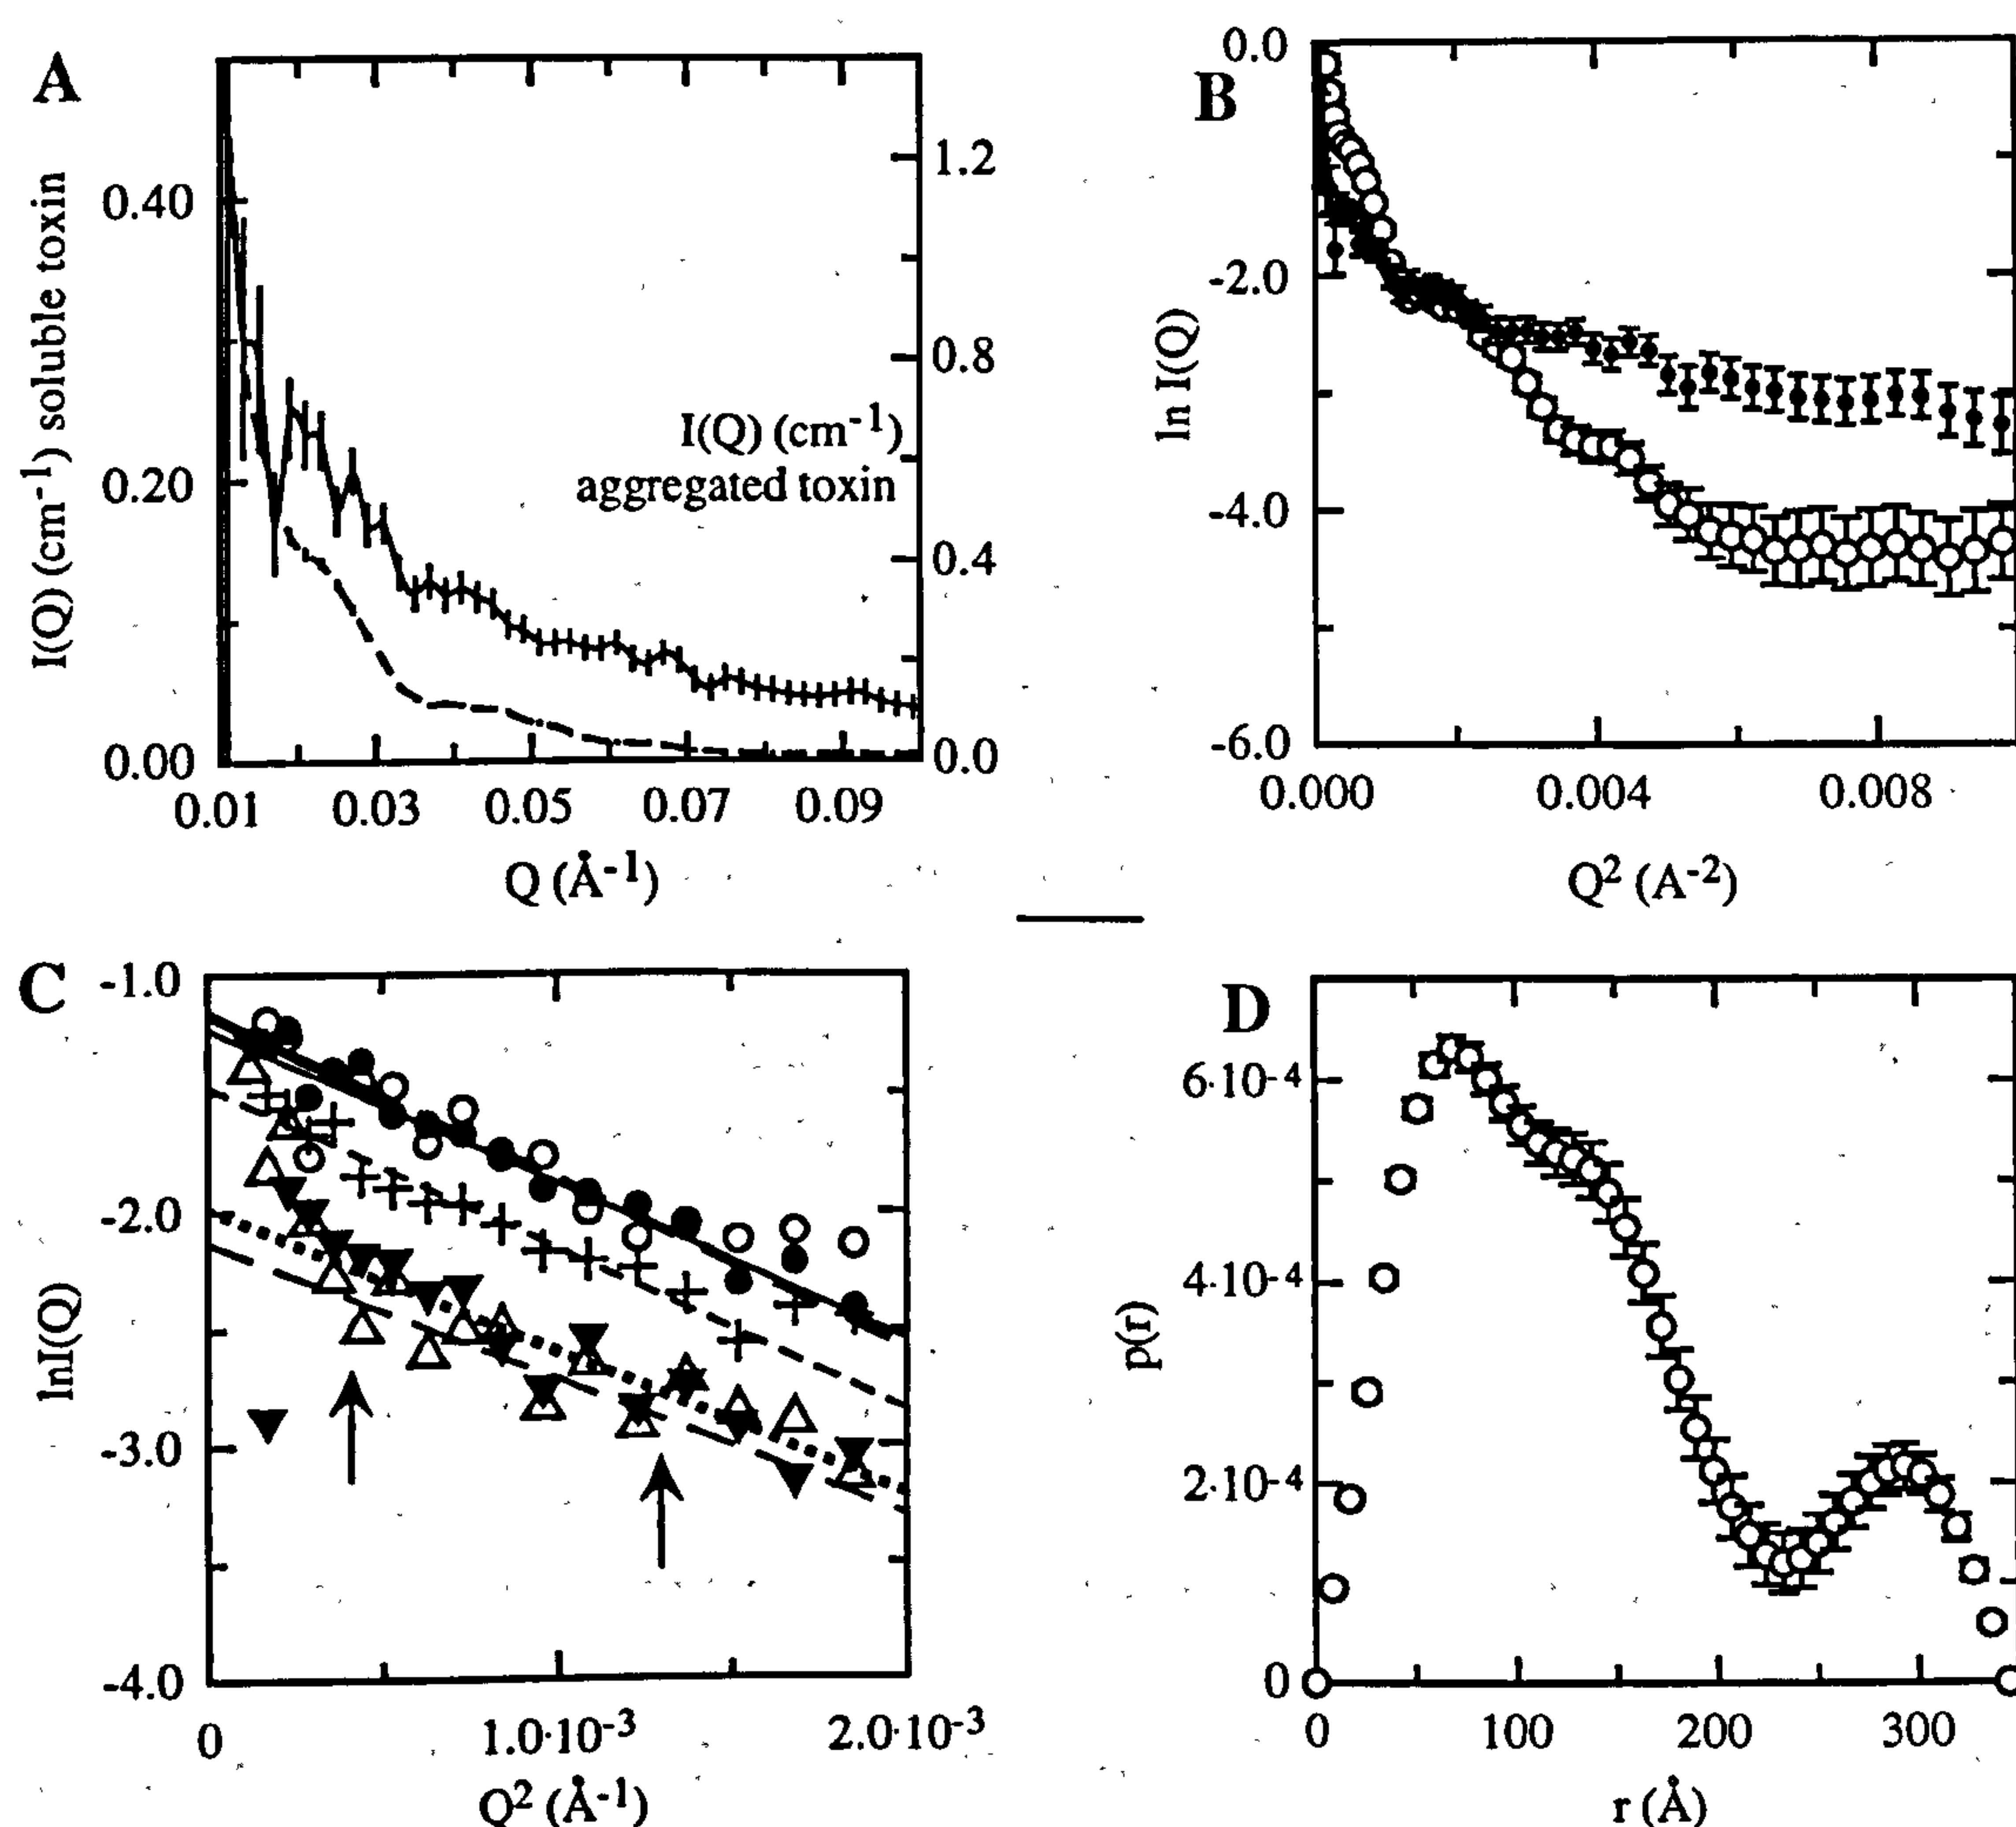 A
I(Q) (cm-1) soluble toxin
0.40
0.20
0.00
1.2
0.8
0.4
0.0
I(Q) (cm-1)
aggregated toxin
0.01 0.03 0.05 0.07 0.09
Q (Å-1)
B
ln I(Q)
0.0
-2.0
-4.0
-6.0
0.000 0.004 0.008
Q2 (A-2)
C
lnI(Q)
-1.0
-2.0
-3.0
-4.0
0 1.0·10-3 2.0·10-3
Q2 (Å-1)
D
p(r)
6·10-4
4·10-4
2·10-4
0
0 100 200 300
r (Å)